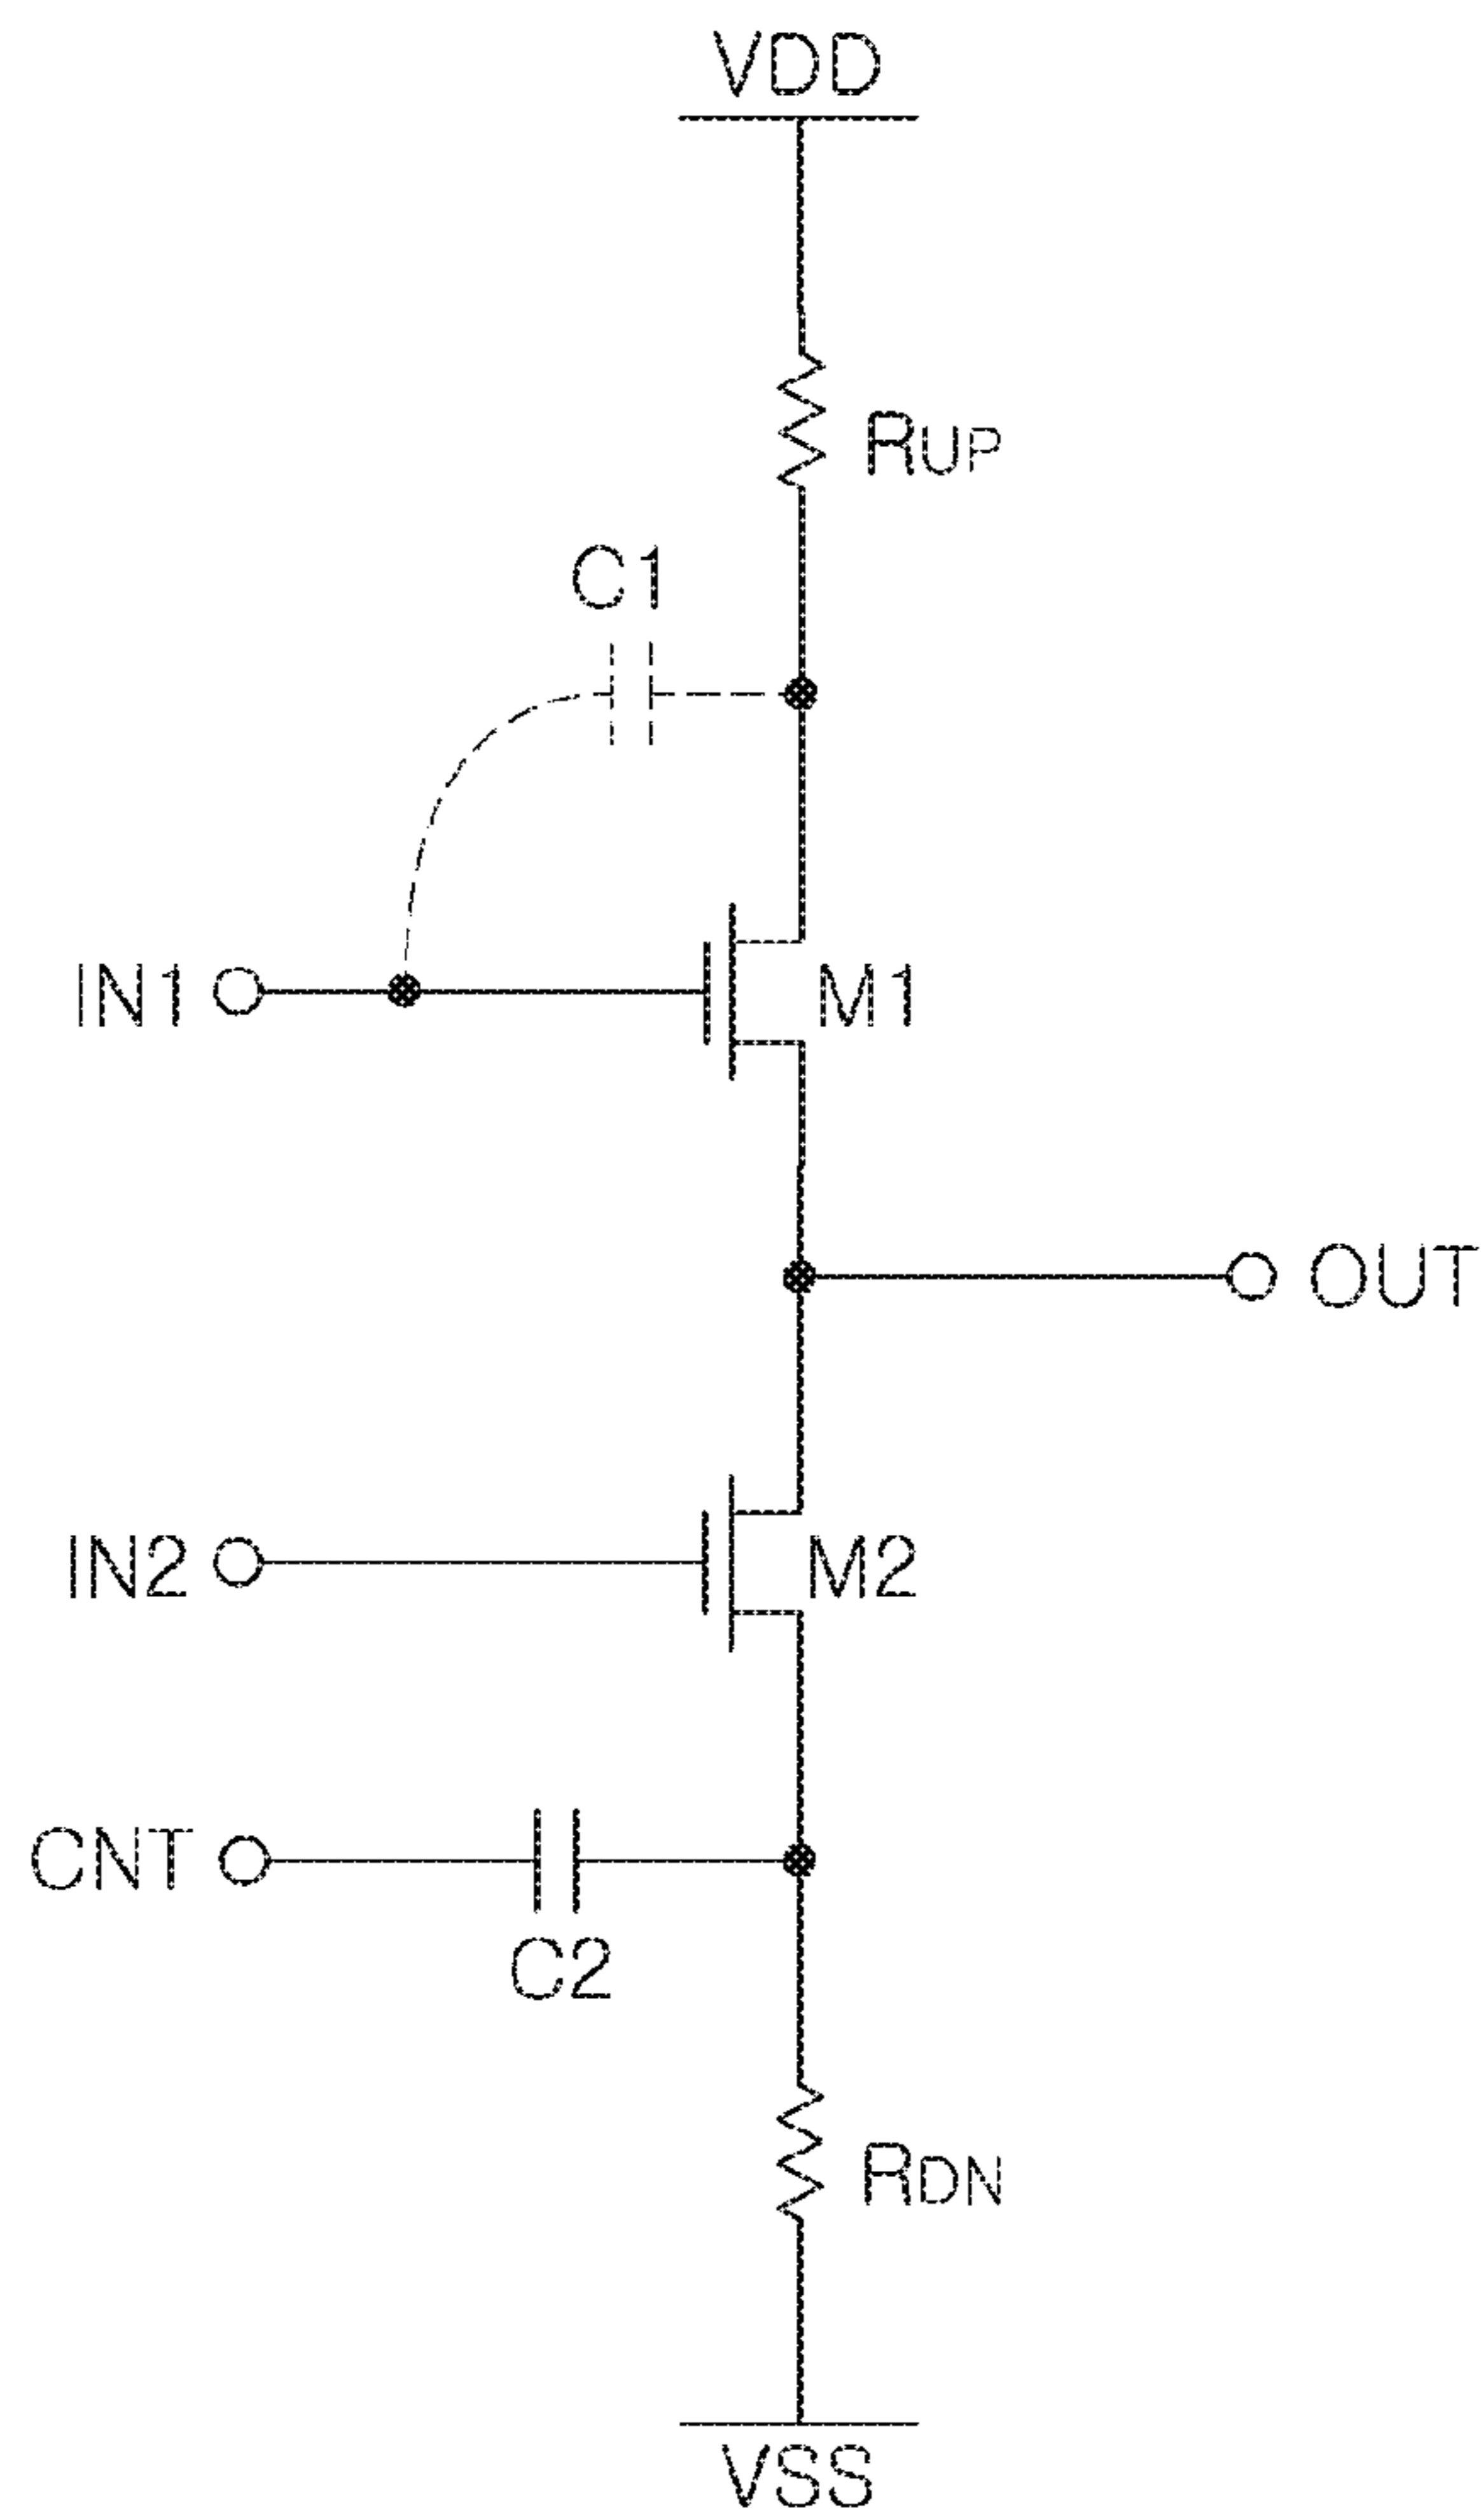 VDD
RUP
C1
IN1
M1
OUT
IN2
M2
CNT
C2
RDN
VSS